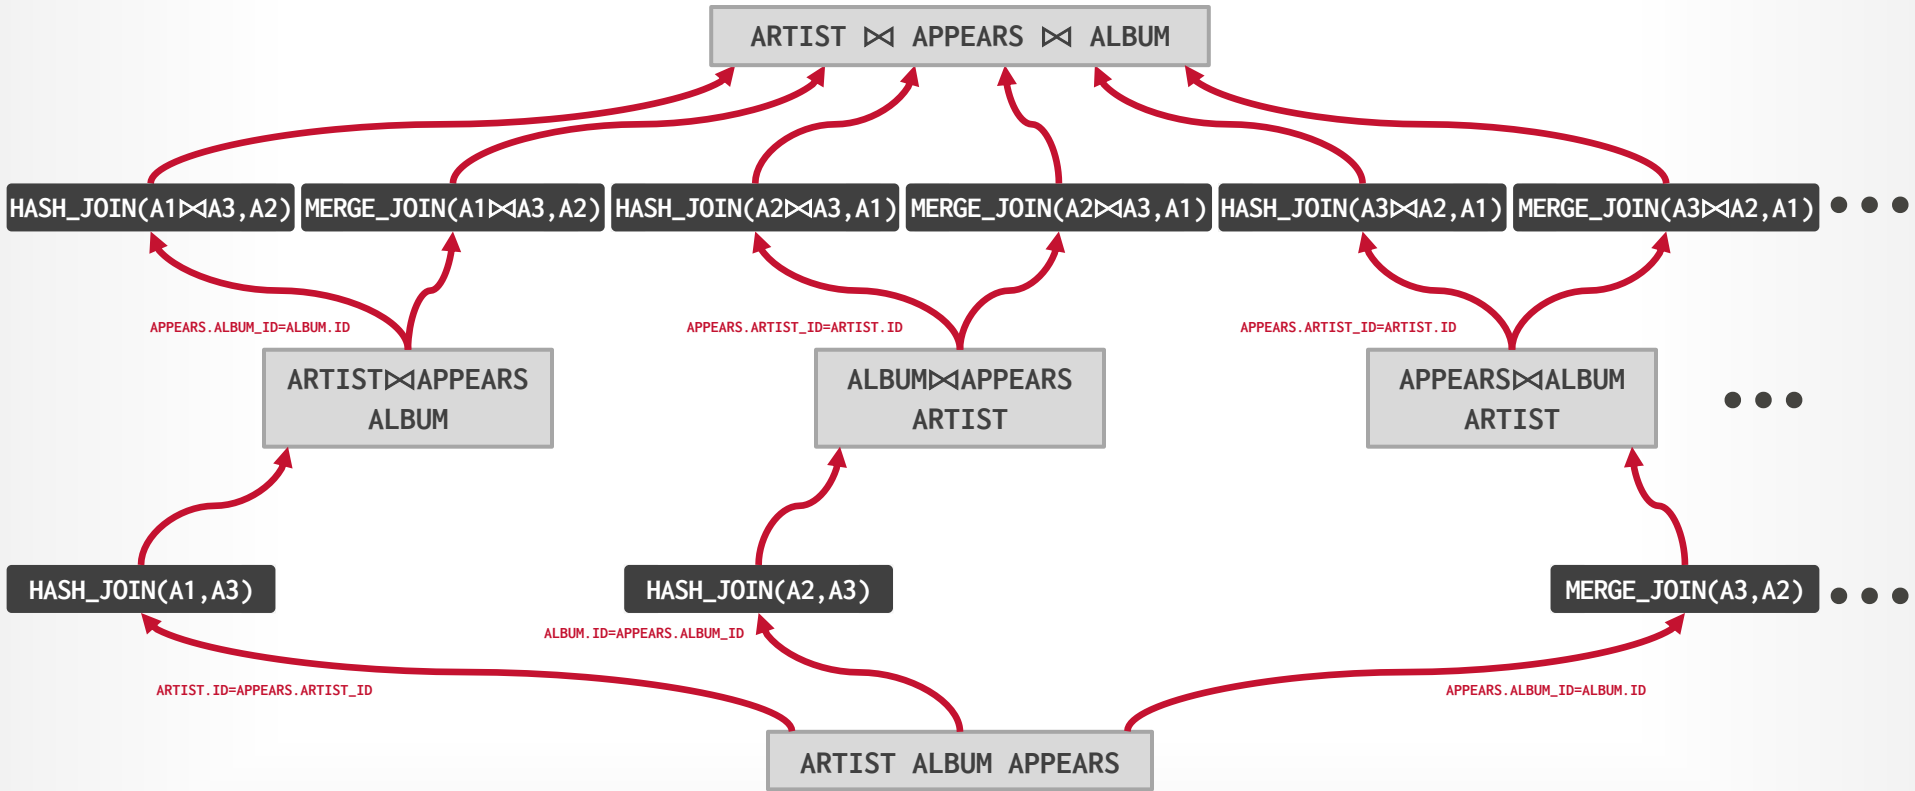 ARTIST ⋈ APPEARS ⋈ ALBUM
HASH_JOIN(A1⋈A3,A2)
MERGE_JOIN(A1⋈A3,A2)
HASH_JOIN(A2⋈A3,A1)
MERGE_JOIN(A2⋈A3,A1)
HASH_JOIN(A3⋈A2,A1)
MERGE_JOIN(A3⋈A2,A1)
APPEARS.ALBUM_ID=ALBUM.ID
APPEARS.ARTIST_ID=ARTIST.ID
APPEARS.ARTIST_ID=ARTIST.ID
ARTIST⋈APPEARS
ALBUM
ALBUM⋈APPEARS
ARTIST
APPEARS⋈ALBUM
ARTIST
HASH_JOIN(A1,A3)
HASH_JOIN(A2,A3)
MERGE_JOIN(A3,A2)
ALBUM.ID=APPEARS.ALBUM_ID
ARTIST.ID=APPEARS.ARTIST_ID
APPEARS.ALBUM_ID=ALBUM.ID
ARTIST ALBUM APPEARS